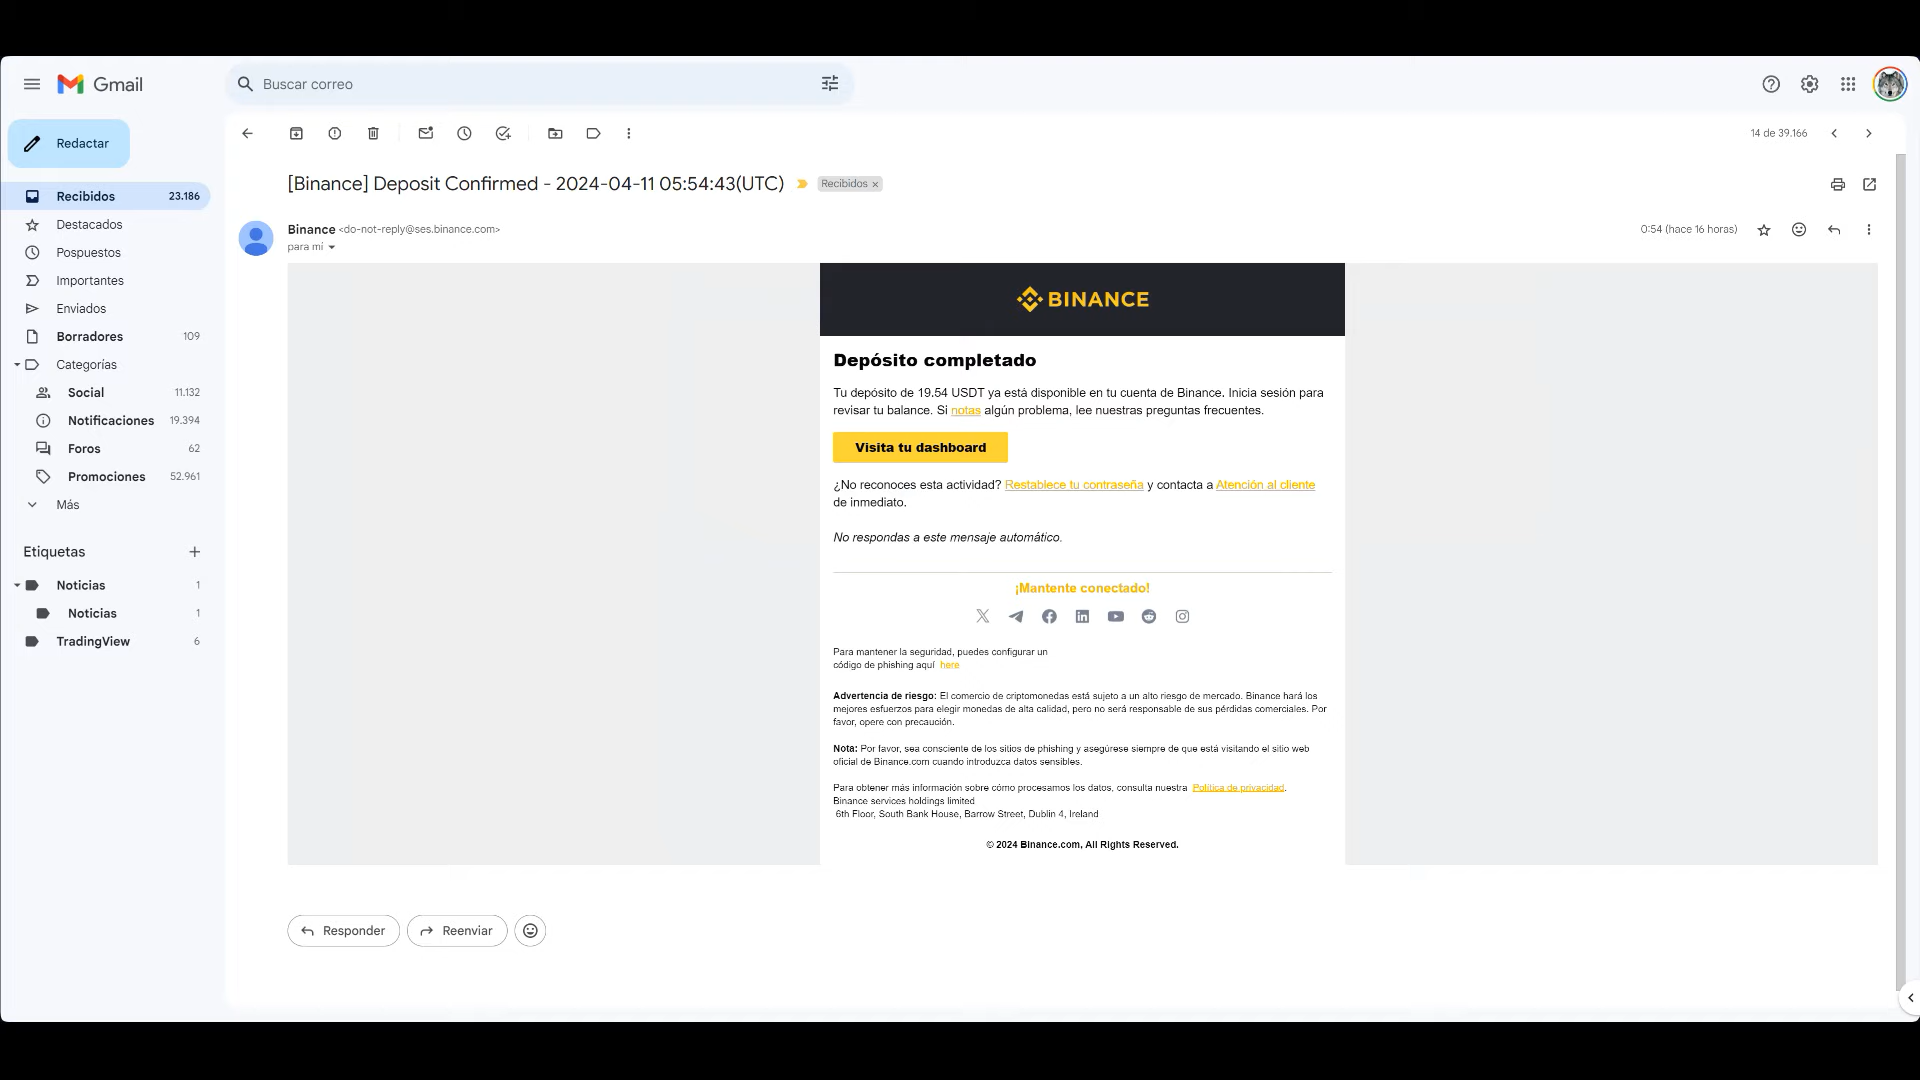 Gmail
Buscar correo
Redactar
14 de 39.166
Recibidos 23.186
Destacados
Pospuestos
Importantes
Enviados
Borradores 109
Categorías
Social 11.132
Notificaciones 19.394
Foros 62
Promociones 52.961
Más
Etiquetas
Noticias 1
Noticias 1
TradingView 6
[Binance] Deposit Confirmed - 2024-04-11 05:54:43(UTC) Recibidos
Binance <do-not-reply@ses.binance.com> 0:54 (hace 16 horas)
para mí
BINANCE
Depósito completado
Tu depósito de 19.54 USDT ya está disponible en tu cuenta de Binance. Inicia sesión para
revisar tu balance. Si notas algún problema, lee nuestras preguntas frecuentes.
Visita tu dashboard
¿No reconoces esta actividad? Restablece tu contraseña y contacta a Atención al cliente
de inmediato.
No respondas a este mensaje automático.
¡Mantente conectado!
Para mantener la seguridad, puedes configurar un
código de phishing aquí here
Advertencia de riesgo: El comercio de criptomonedas está sujeto a un alto riesgo de mercado. Binance hará los
mejores esfuerzos para elegir monedas de alta calidad, pero no será responsable de sus pérdidas comerciales. Por
favor, opere con precaución.
Nota: Por favor, sea consciente de los sitios de phishing y asegúrese siempre de que está visitando el sitio web
oficial de Binance.com cuando introduzca datos sensibles.
Para obtener más información sobre cómo procesamos los datos, consulta nuestra Política de privacidad.
Binance services holdings limited
6th Floor, South Bank House, Barrow Street, Dublin 4, Ireland
© 2024 Binance.com, All Rights Reserved.
Responder
Reenviar